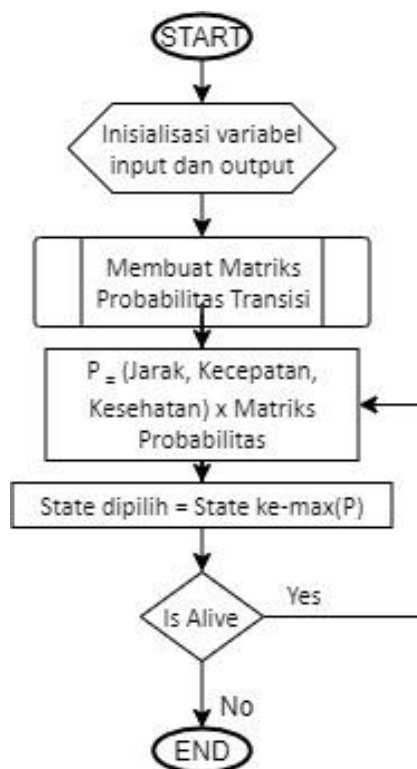 START
Inisialisasi variabel
input dan output
Membuat Matriks
Probabilitas Transisi
P = (Jarak, Kecepatan,
Kesehatan) x Matriks
Probabilitas
State dipilih = State ke-max(P)
Is Alive
Yes
No
END